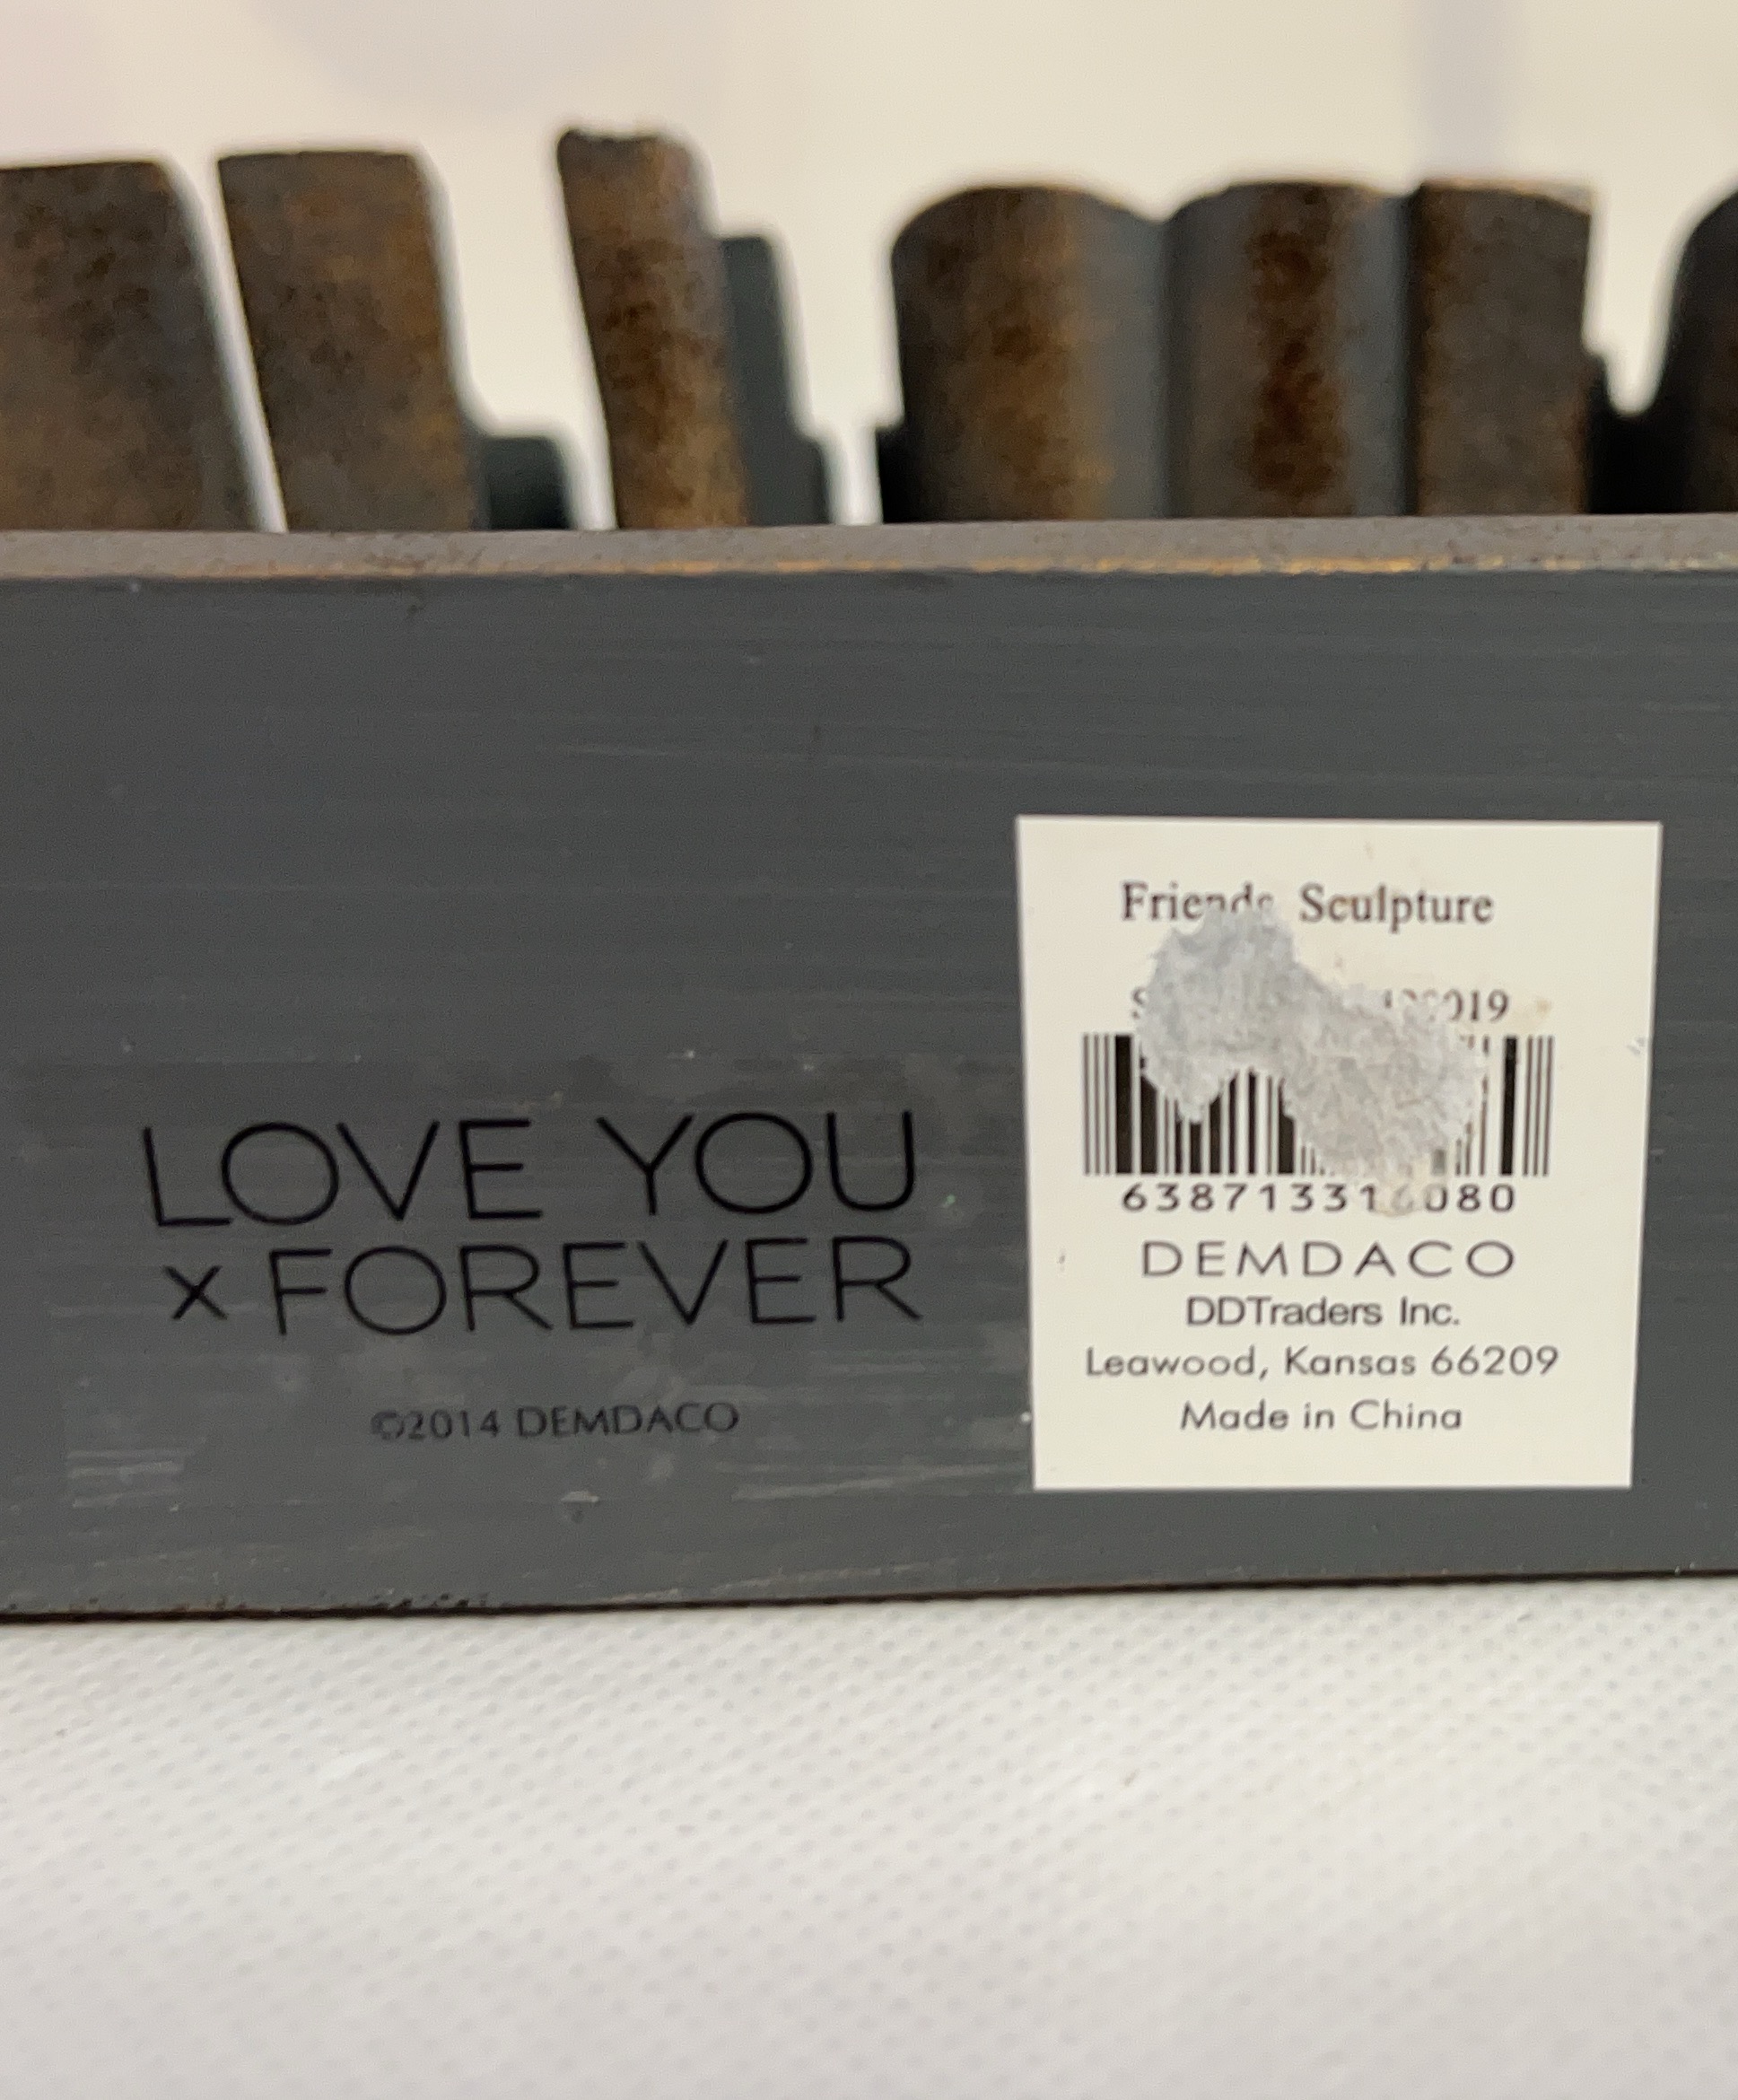 LOVE YOU
x FOREVER
©2014 DEMDACO
Friends Sculpture
DEMDACO
DDTraders Inc.
Leawood, Kansas 66209
Made in China